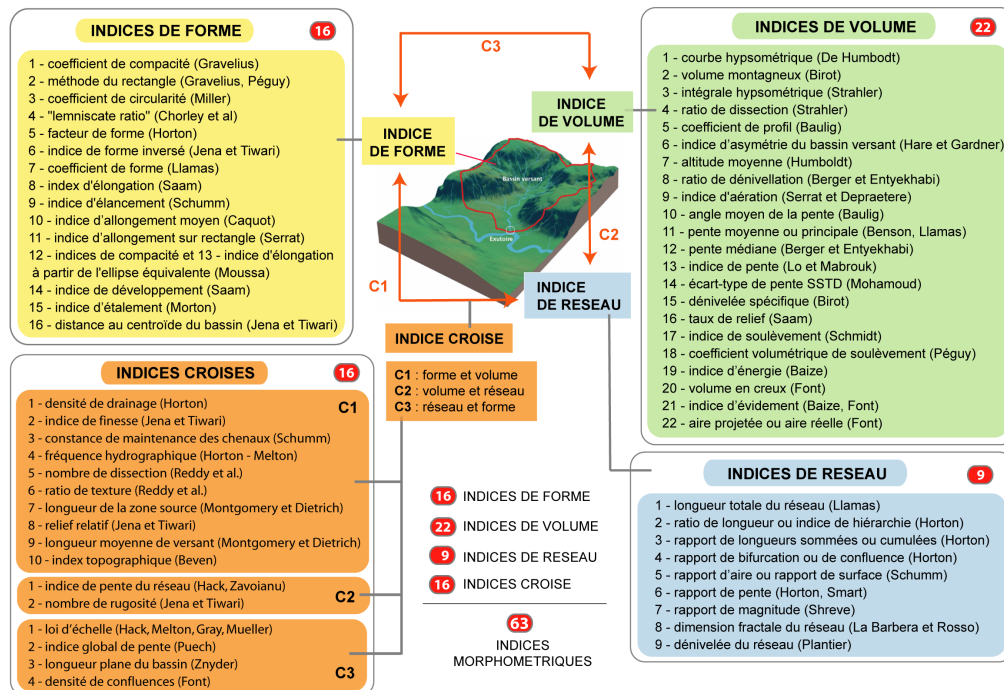 INDICES DE FORME
16
1 - coefficient de compacité (Gravelius)
2 - méthode du rectangle (Gravelius, Péguy)
3 - coefficient de circularité (Miller)
4 - "lemniscate ratio" (Chorley et al)
5 - facteur de forme (Horton)
6 - indice de forme inversé (Jena et Tiwari)
7 - coefficient de forme (Llamas)
8 - index d'élongation (Saam)
9 - indice d'élancement (Schumm)
10 - indice d'allongement moyen (Caquot)
11 - indice d'allongement sur rectangle (Serrat)
12 - indices de compacité et 13 - indice d'élongation
à partir de l'ellipse équivalente (Moussa)
14 - indice de développement (Saam)
15 - indice d'étalement (Morton)
16 - distance au centroïde du bassin (Jena et Tiwari)
C3
INDICE
DE FORME
INDICE
DE VOLUME
Bassin versant
Exutoire
C1
C2
INDICE
DE RESEAU
INDICE CROISE
C1 : forme et volume
C2 : volume et réseau
C3 : réseau et forme
INDICES DE VOLUME
22
1 - courbe hypsométrique (De Humbodt)
2 - volume montagneux (Birot)
3 - intégrale hypsométrique (Strahler)
4 - ratio de dissection (Strahler)
5 - coefficient de profil (Baulig)
6 - indice d'asymétrie du bassin versant (Hare et Gardner)
7 - altitude moyenne (Humboldt)
8 - ratio de dénivellation (Berger et Entyekhabi)
9 - indice d'aération (Serrat et Depraetere)
10 - angle moyen de la pente (Baulig)
11 - pente moyenne ou principale (Benson, Llamas)
12 - pente médiane (Berger et Entyekhabi)
13 - indice de pente (Lo et Mabrouk)
14 - écart-type de pente SSTD (Mohamoud)
15 - dénivelée spécifique (Birot)
16 - taux de relief (Saam)
17 - indice de soulèvement (Schmidt)
18 - coefficient volumétrique de soulèvement (Péguy)
19 - indice d'énergie (Baize)
20 - volume en creux (Font)
21 - indice d'évidement (Baize, Font)
22 - aire projetée ou aire réelle (Font)
INDICES CROISES
16
C1
1 - densité de drainage (Horton)
2 - indice de finesse (Jena et Tiwari)
3 - constance de maintenance des chenaux (Schumm)
4 - fréquence hydrographique (Horton - Melton)
5 - nombre de dissection (Reddy et al.)
6 - ratio de texture (Reddy et al.)
7 - longueur de la zone source (Montgomery et Dietrich)
8 - relief relatif (Jena et Tiwari)
9 - longueur moyenne de versant (Montgomery et Dietrich)
10 - index topographique (Beven)
1 - indice de pente du réseau (Hack, Zavoianu)
2 - nombre de rugosité (Jena et Tiwari)
C2
1 - loi d'échelle (Hack, Melton, Gray, Mueller)
2 - indice global de pente (Puech)
3 - longueur plane du bassin (Znyder)
4 - densité de confluences (Font)
C3
16 INDICES DE FORME
22 INDICES DE VOLUME
9 INDICES DE RESEAU
16 INDICES CROISE
63
INDICES
MORPHOMETRIQUES
INDICES DE RESEAU
9
1 - longueur totale du réseau (Llamas)
2 - ratio de longueur ou indice de hiérarchie (Horton)
3 - rapport de longueurs sommées ou cumulées (Horton)
4 - rapport de bifurcation ou de confluence (Horton)
5 - rapport d'aire ou rapport de surface (Schumm)
6 - rapport de pente (Horton, Smart)
7 - rapport de magnitude (Shreve)
8 - dimension fractale du réseau (La Barbera et Rosso)
9 - dénivelée du réseau (Plantier)